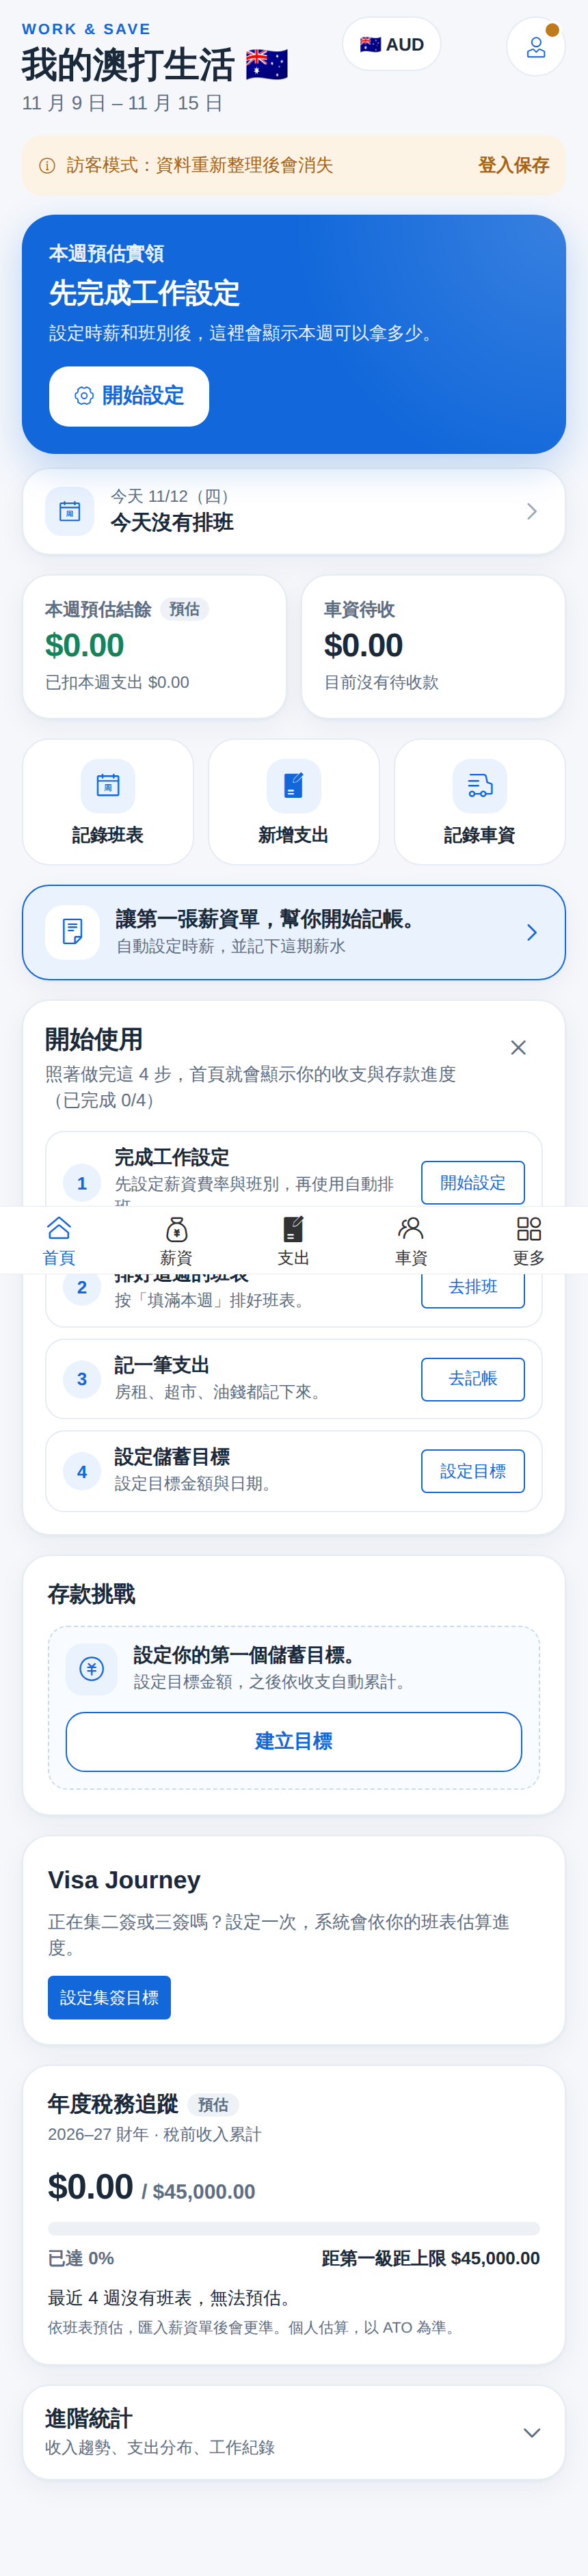 WORK & SAVE
我的澳打生活 🇦🇺
🇦🇺 AUD
11 月 9 日 – 11 月 15 日
訪客模式：資料重新整理後會消失
登入保存
本週預估實領
先完成工作設定
設定時薪和班別後，這裡會顯示本週可以拿多少。
開始設定
今天 11/12（四）
今天沒有排班
本週預估結餘 預估
$0.00
已扣本週支出 $0.00
車資待收
$0.00
目前沒有待收款
記錄班表
新增支出
記錄車資
讓第一張薪資單，幫你開始記帳。
自動設定時薪，並記下這期薪水
開始使用
照著做完這 4 步，首頁就會顯示你的收支與存款進度
（已完成 0/4）
1
完成工作設定
先設定薪資費率與班別，再使用自動排
開始設定
首頁
薪資
支出
車資
更多
2
排好這週的班表
按「填滿本週」排好班表。
去排班
3
記一筆支出
房租、超市、油錢都記下來。
去記帳
4
設定儲蓄目標
設定目標金額與日期。
設定目標
存款挑戰
設定你的第一個儲蓄目標。
設定目標金額，之後依收支自動累計。
建立目標
Visa Journey
正在集二簽或三簽嗎？設定一次，系統會依你的班表估算進
度。
設定集簽目標
年度稅務追蹤 預估
2026–27 財年 · 稅前收入累計
$0.00 / $45,000.00
已達 0%
距第一級距上限 $45,000.00
最近 4 週沒有班表，無法預估。
依班表預估，匯入薪資單後會更準。個人估算，以 ATO 為準。
進階統計
收入趨勢、支出分布、工作紀錄